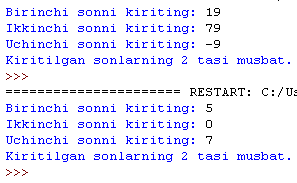 Birinchi sonni kiriting: 19
Ikkinchi sonni kiriting: 79
Uchinchi sonni kiriting: -9
Kiritilgan sonlarning 2 tasi musbat.
>>>
====================== RESTART: C:/Us
Birinchi sonni kiriting: 5
Ikkinchi sonni kiriting: 0
Uchinchi sonni kiriting: 7
Kiritilgan sonlarning 2 tasi musbat.
>>>